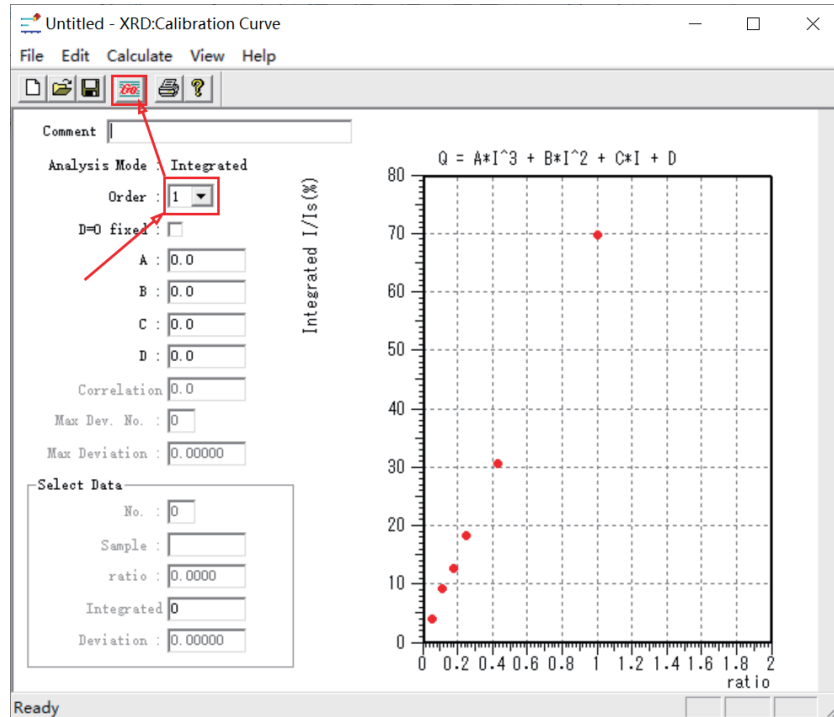 Untitled - XRD:Calibration Curve
File Edit Calculate View Help
Go
Comment
Analysis Mode : Integrated
Order : 1
D=0 fixed :
A : 0.0
B : 0.0
C : 0.0
D : 0.0
Correlation 0.0
Max Dev. No. : 0
Max Deviation : 0.00000
Select Data
No. : 0
Sample :
ratio : 0.0000
Integrated 0
Deviation : 0.00000
Q = A*I^3 + B*I^2 + C*I + D
Integrated I/Is(%)
80
70
60
50
40
30
20
10
0
0 0.2 0.4 0.6 0.8 1 1.2 1.4 1.6 1.8 2
ratio
Ready